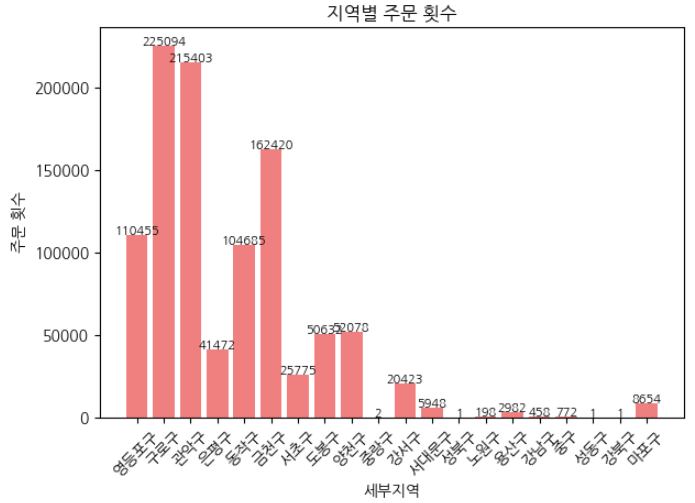 지역별 주문 횟수
주문 횟수
200000
150000
100000
50000
0
110455
225094
215403
41472
104685
162420
25775
50632
52078
2
20423
5948
1
198
2982
458
772
1
1
8654
영등포구
구로구
관악구
은평구
동작구
금천구
서초구
도봉구
양천구
중랑구
강서구
서대문구
성북구
노원구
용산구
강남구
중구
성동구
강북구
마포구
세부지역